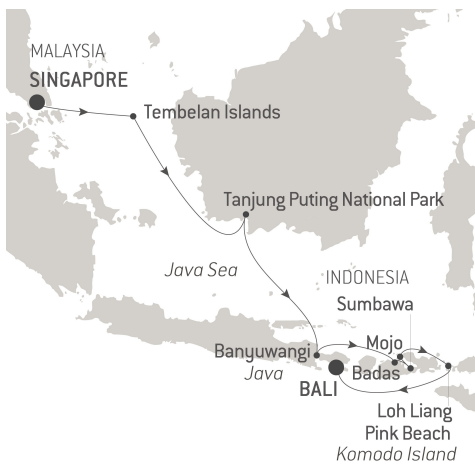 MALAYSIA
SINGAPORE
Tembelan Islands
Tanjung Puting National Park
Java Sea
INDONESIA
Sumbawa
Mojo
Banyuwangi
Java
Badas
BALI
Loh Liang
Pink Beach
Komodo Island